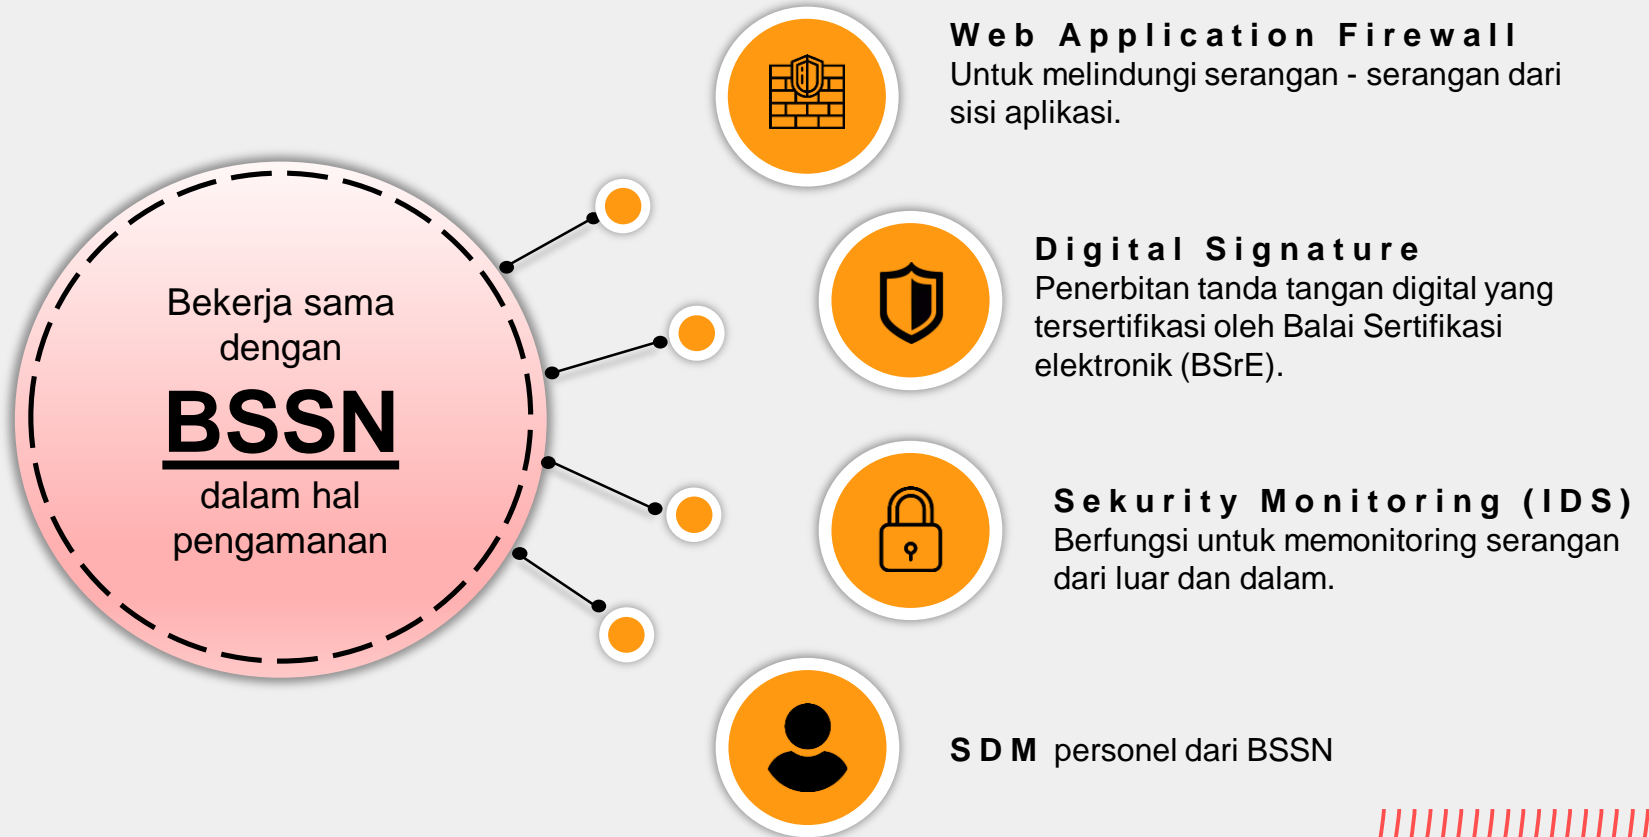 Bekerja sama
dengan
BSSN
dalam hal
pengamanan
Web Application Firewall
Untuk melindungi serangan - serangan dari
sisi aplikasi.
Digital Signature
Penerbitan tanda tangan digital yang
tersertifikasi oleh Balai Sertifikasi
elektronik (BSrE).
Sekurity Monitoring (IDS)
Berfungsi untuk memonitoring serangan
dari luar dan dalam.
SDM personel dari BSSN